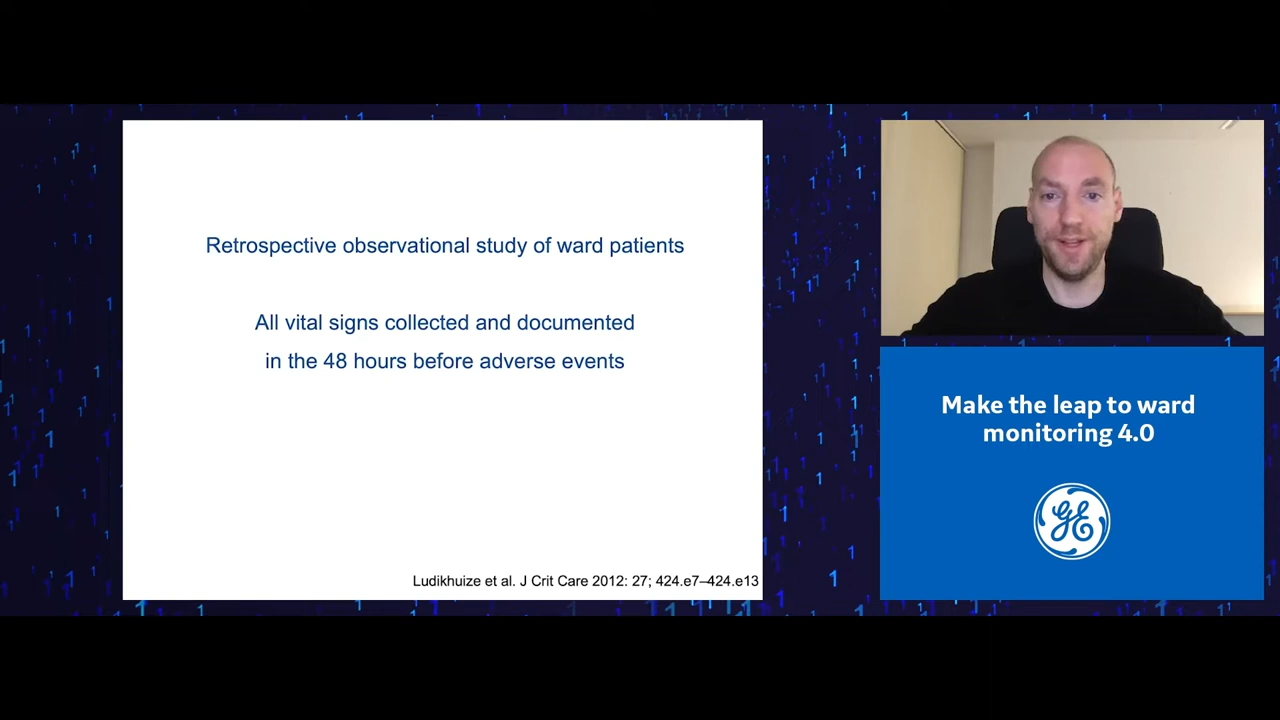 Retrospective observational study of ward patients
All vital signs collected and documented
in the 48 hours before adverse events
Ludikhuize et al. J Crit Care 2012: 27; 424.e7–424.e13
Make the leap to ward
monitoring 4.0
GE